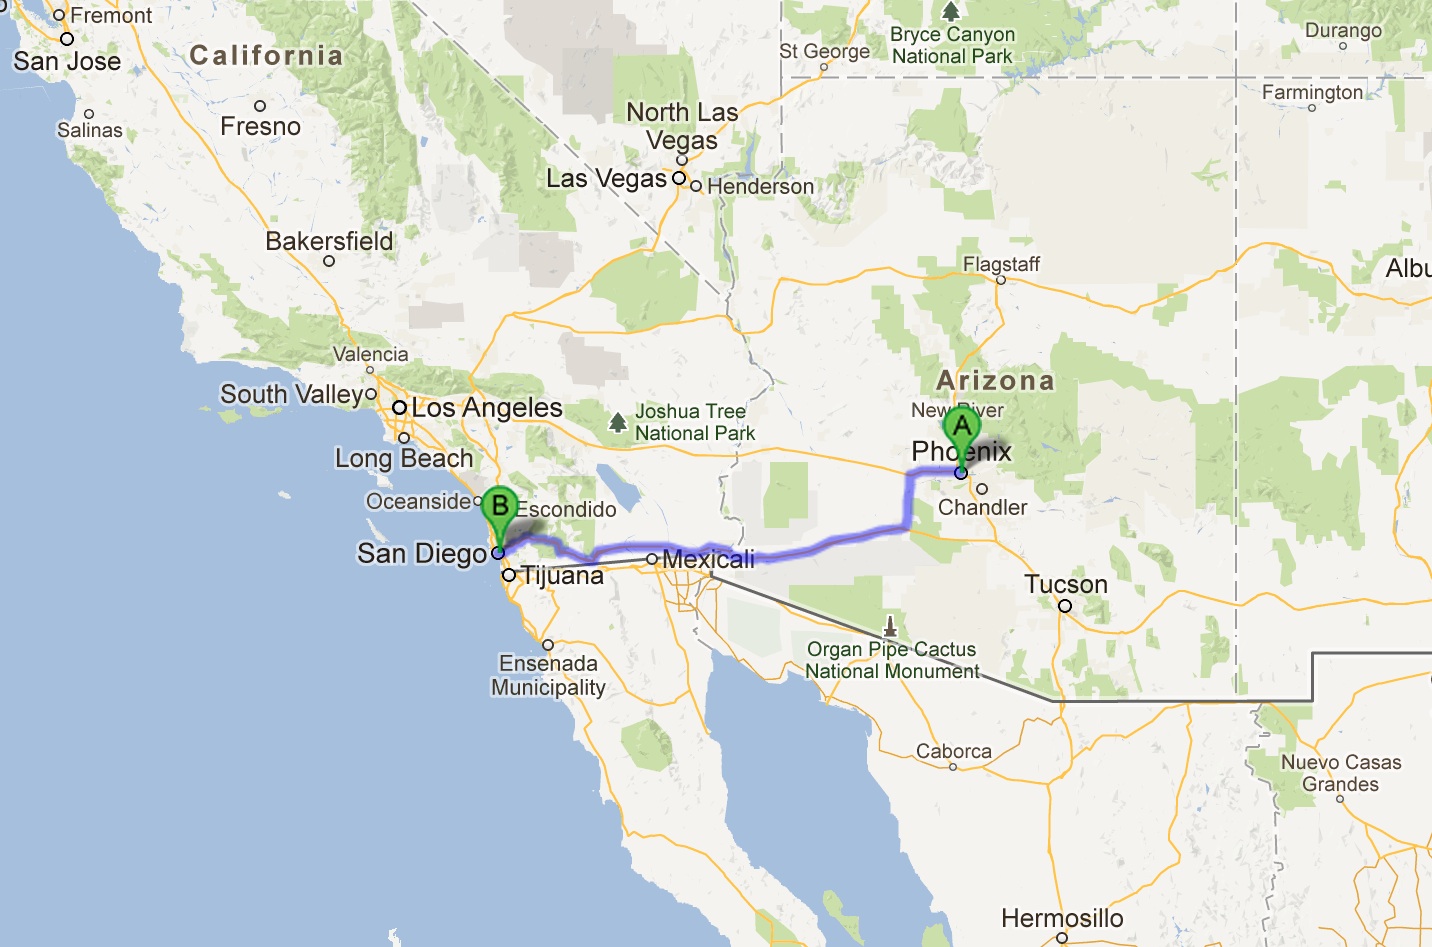 Fremont
San Jose
California
Salinas
Fresno
Bakersfield
St George
Bryce Canyon
National Park
Durango
Farmington
North Las
Vegas
Las Vegas
Henderson
Flagstaff
Albu
Valencia
South Valley
Los Angeles
Long Beach
Joshua Tree
National Park
Arizona
New River
A
Phoenix
Chandler
Oceanside
B
Escondido
San Diego
Tijuana
Mexicali
Tucson
Ensenada
Municipality
Organ Pipe Cactus
National Monument
Caborca
Nuevo Casas
Grandes
Hermosillo